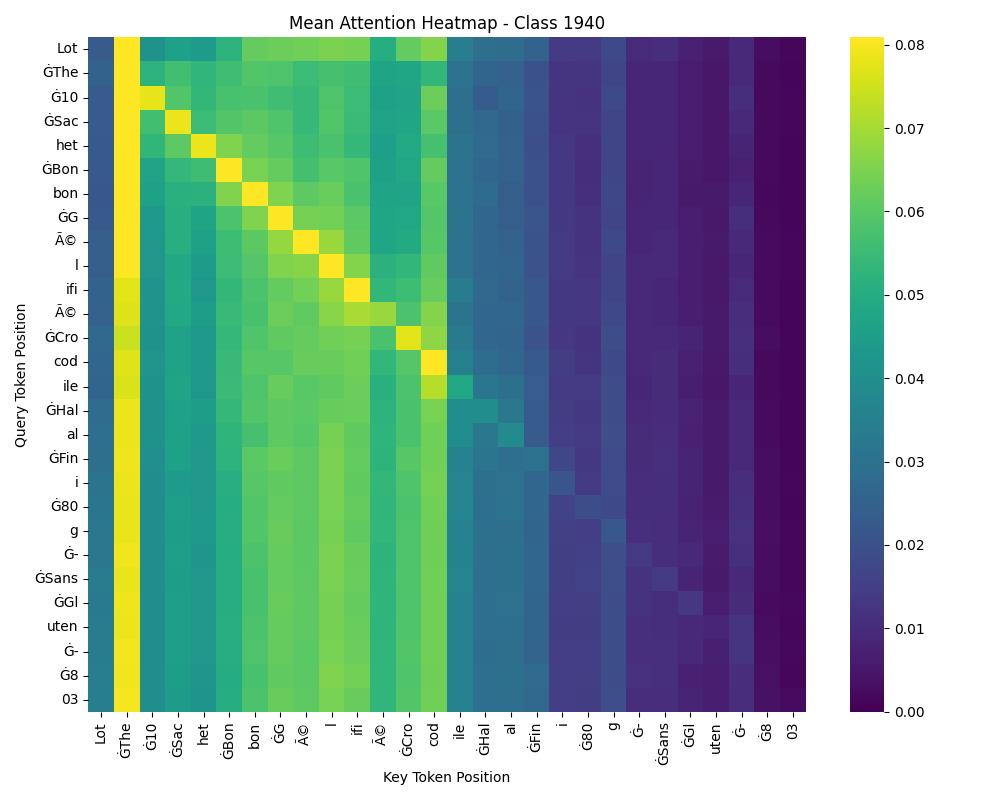 Mean Attention Heatmap - Class 1940
Lot
ĠThe
Ġ10
ĠSac
het
ĠBon
bon
ĠG
Ã©
l
ifi
Ã©
ĠCro
cod
ile
ĠHal
al
ĠFin
i
Ġ80
g
Ġ-
ĠSans
ĠGl
uten
Ġ-
Ġ8
03
Query Token Position
Lot
ĠThe
Ġ10
ĠSac
het
ĠBon
bon
ĠG
Ã©
l
ifi
Ã©
ĠCro
cod
ile
ĠHal
al
ĠFin
i
Ġ80
g
Ġ-
ĠSans
ĠGl
uten
Ġ-
Ġ8
03
Key Token Position
0.08
0.07
0.06
0.05
0.04
0.03
0.02
0.01
0.00